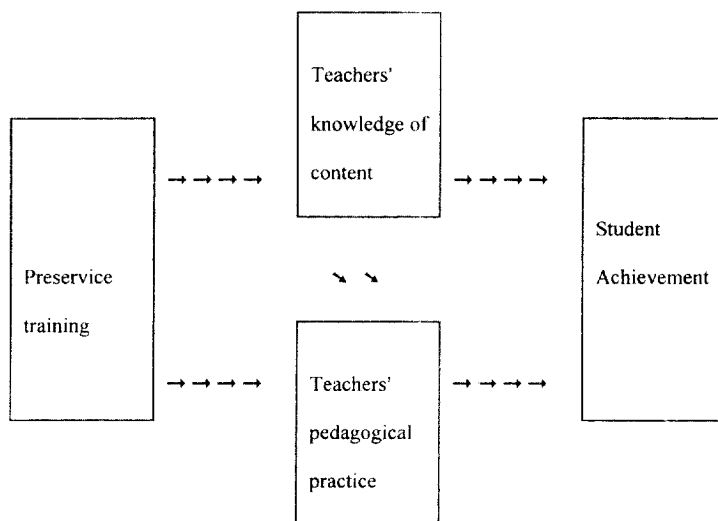 Teachers'
knowledge of
content
Preservice
training
Student
Achievement
Teachers'
pedagogical
practice